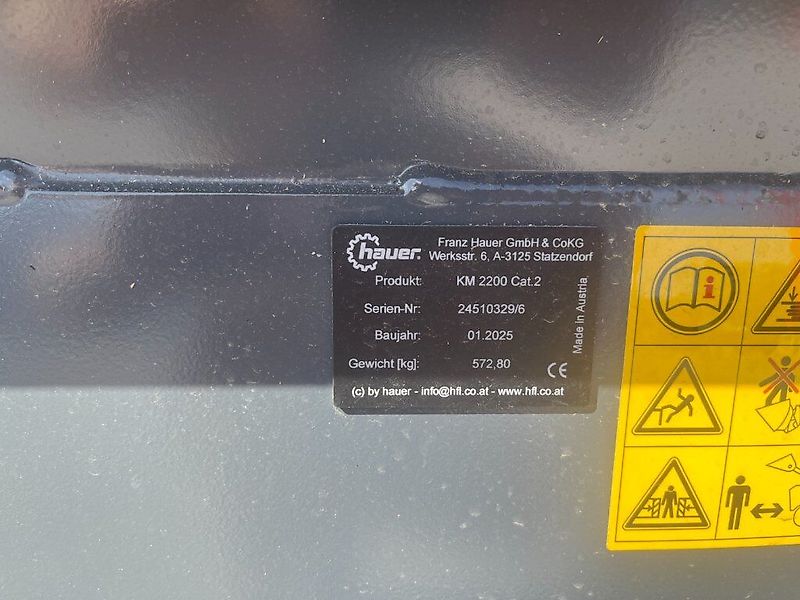 hauer.
Franz Hauer GmbH & CoKG
Werksstr. 6, A-3125 Statzendorf
Produkt: KM 2200 Cat.2
Serien-Nr: 24510329/6
Baujahr: 01.2025
Gewicht [kg]: 572,80
CE
Made in Austria
(c) by hauer - info@hfl.co.at - www.hfl.co.at
i